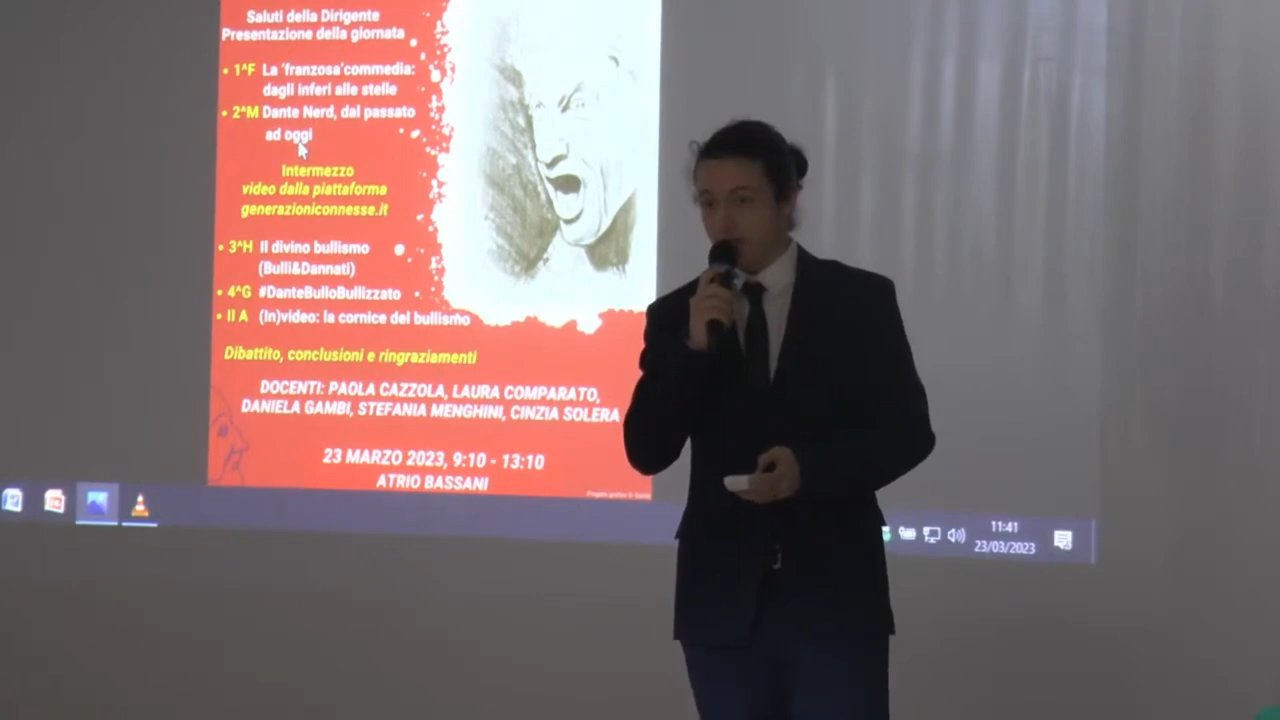 Saluti della Dirigente
Presentazione della giornata
• 1^F La 'franzosa'commedia:
dagli inferi alle stelle
• 2^M Dante Nerd, dal passato
ad oggi
Intermezzo
video dalla piattaforma
generazioniconnesse.it
• 3^H Il divino bullismo
(Bulli&Dannati)
• 4^G #DanteBulloBullizzato
• II A (In)video: la cornice del bullismo
Dibattito, conclusioni e ringraziamenti
DOCENTI: PAOLA CAZZOLA, LAURA COMPARATO,
DANIELA GAMBI, STEFANIA MENGHINI, CINZIA SOLERA
23 MARZO 2023, 9:10 - 13:10
ATRIO BASSANI
11:41
23/03/2023